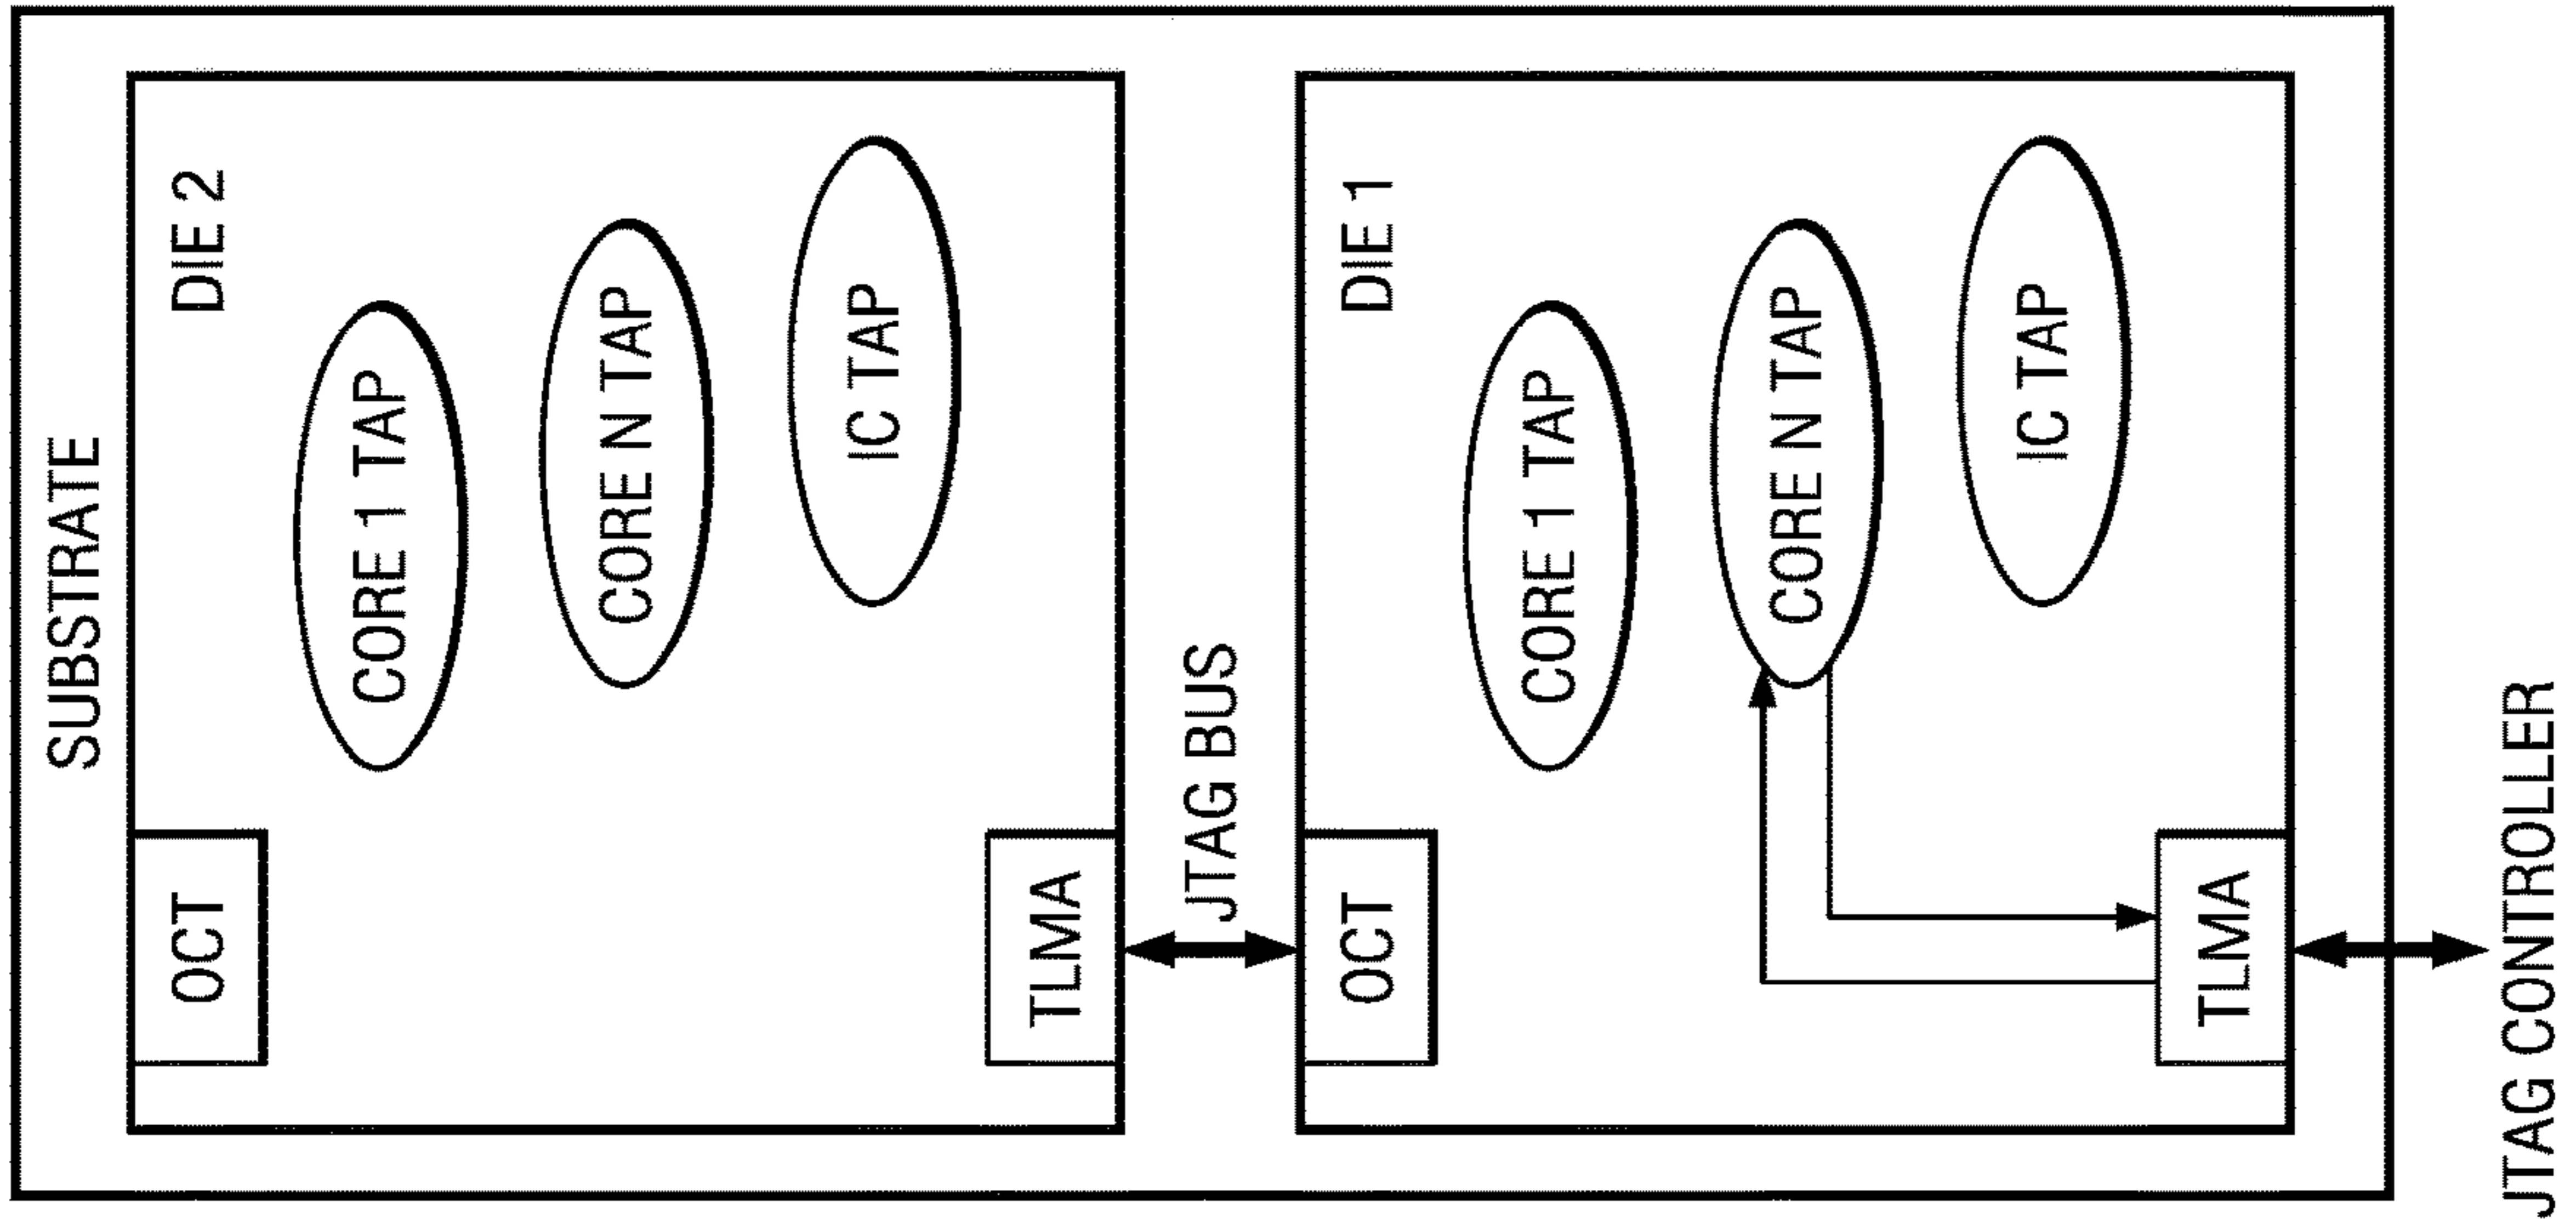 SUBSTRATE
OCT
DIE 2
CORE 1 TAP
CORE N TAP
IC TAP
TLMA
JTAG BUS
OCT
DIE 1
CORE 1 TAP
CORE N TAP
IC TAP
TLMA
JTAG CONTROLLER